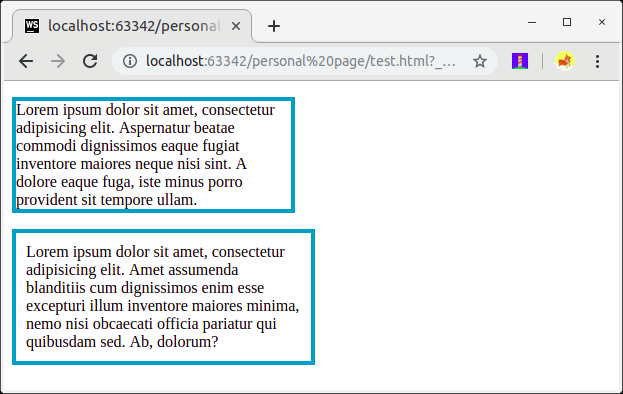 WS localhost:63342/personal
localhost:63342/personal%20page/test.html?_...
Lorem ipsum dolor sit amet, consectetur
adipisicing elit. Aspernatur beatae
commodi dignissimos eaque fugiat
inventore maiores neque nisi sint. A
dolore eaque fuga, iste minus porro
provident sit tempore ullam.
Lorem ipsum dolor sit amet, consectetur
adipisicing elit. Amet assumenda
blanditiis cum dignissimos enim esse
excepturi illum inventore maiores minima,
nemo nisi obcaecati officia pariatur qui
quibusdam sed. Ab, dolorum?